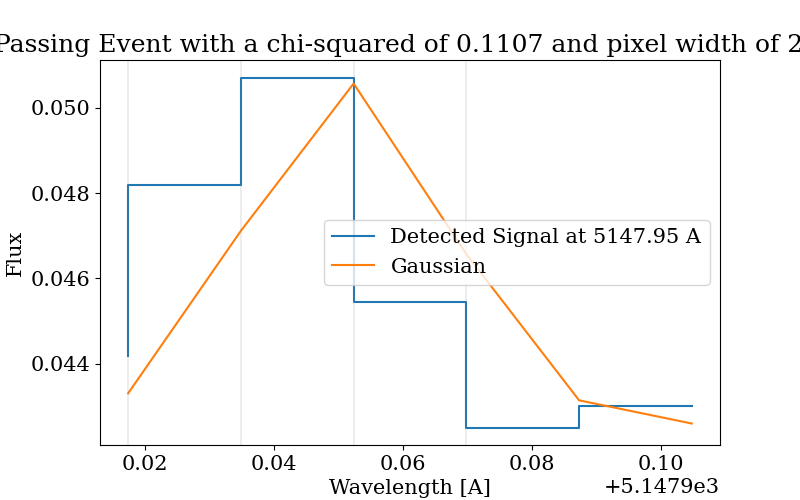 Passing Event with a chi-squared of 0.1107 and pixel width of 2
0.050
0.048
0.046
0.044
Flux
Detected Signal at 5147.95 A
Gaussian
0.02 0.04 0.06 0.08 0.10
Wavelength [A]
+5.1479e3